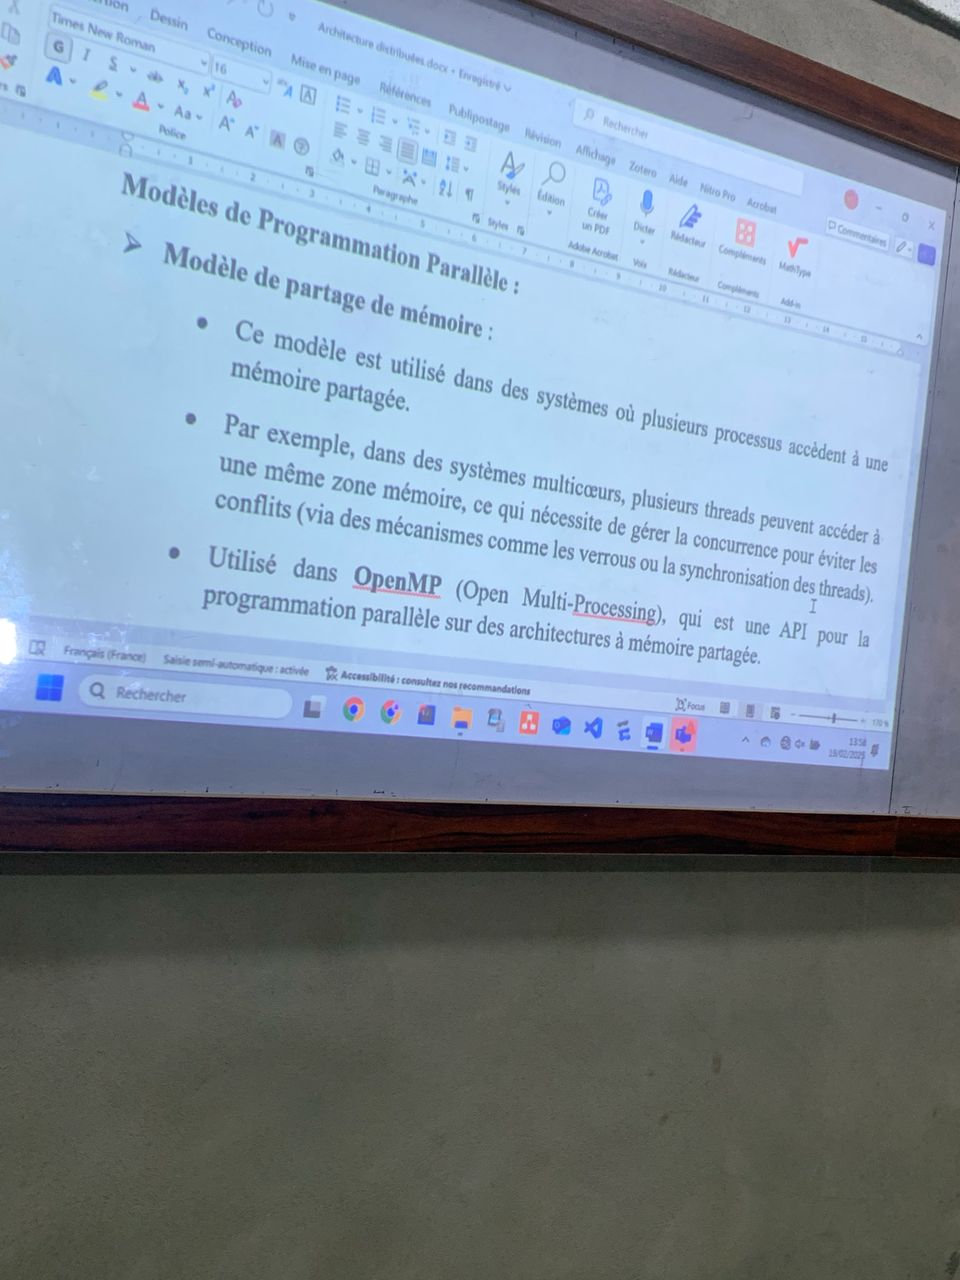 Architecture distribuées.docx • Enregistré
Rechercher
Dessin
Conception
Mise en page
Références
Publipostage
Révision
Affichage
Zotero
Aide
Nitro Pro
Acrobat
Times New Roman
16
Commentaires
G I S ab x₂ x²
Aa
Police
Paragraphe
Styles
Styles
Édition
Créer
un PDF
Adobe Acrobat
Dicter
Voix
Rédacteur
Rédacteur
Compléments
Compléments
MathType
Add-in
Modèles de Programmation Parallèle :
➤ Modèle de partage de mémoire :
• Ce modèle est utilisé dans des systèmes où plusieurs processus accèdent à une
mémoire partagée.
• Par exemple, dans des systèmes multicœurs, plusieurs threads peuvent accéder à
une même zone mémoire, ce qui nécessite de gérer la concurrence pour éviter les
conflits (via des mécanismes comme les verrous ou la synchronisation des threads).
• Utilisé dans OpenMP (Open Multi-Processing), qui est une API pour la
programmation parallèle sur des architectures à mémoire partagée.
Français (France)
Saisie semi-automatique : activée
Accessibilité : consultez nos recommandations
Focus
170 %
Rechercher
13:58
19/02/2025